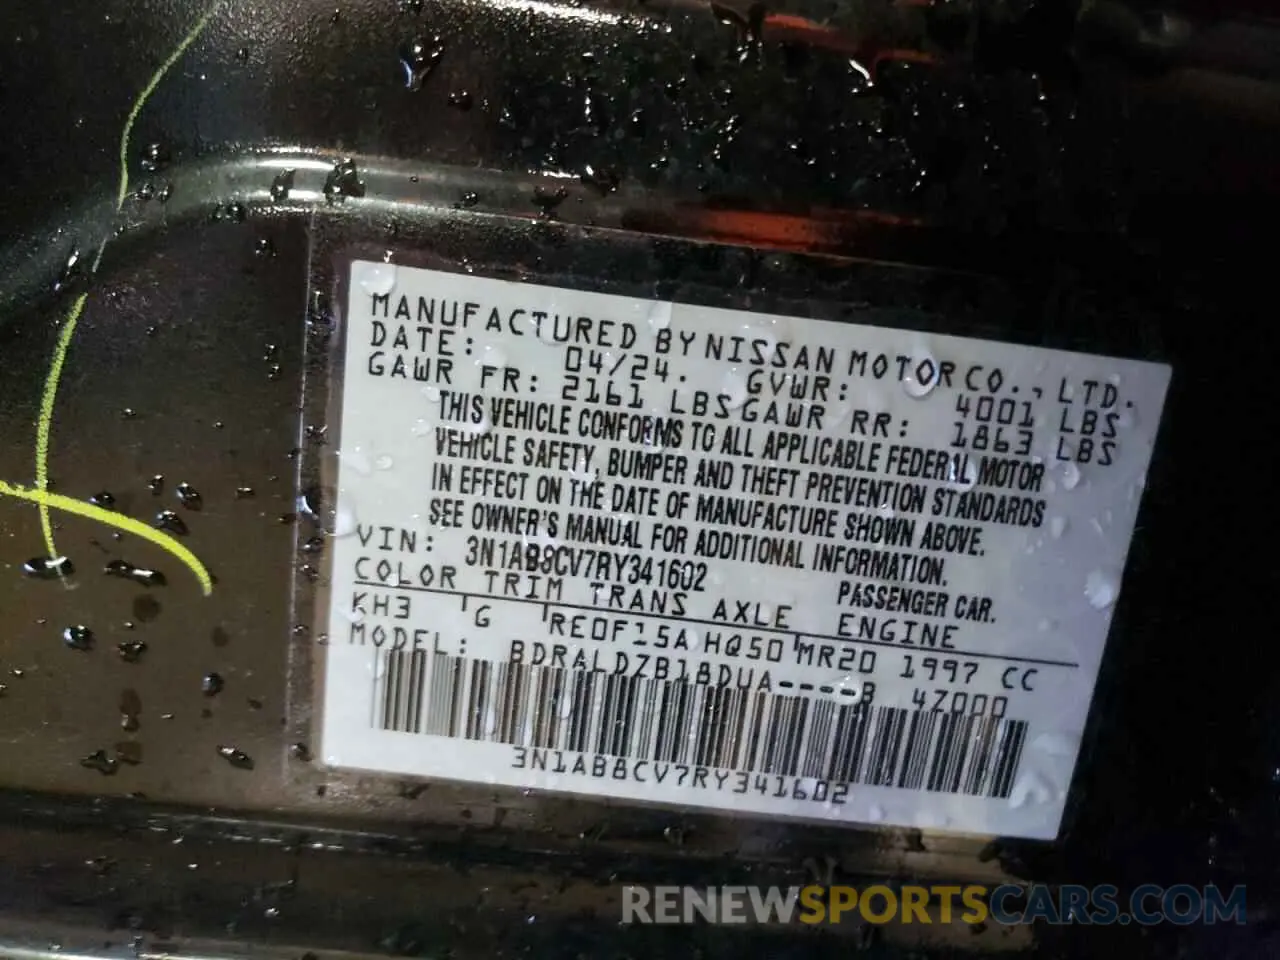 MANUFACTURED BY NISSAN MOTOR CO., LTD.
DATE: 04/24. GVWR: 4001 LBS
GAWR FR: 2161 LBS GAWR RR: 1863 LBS
THIS VEHICLE CONFORMS TO ALL APPLICABLE FEDERAL MOTOR
VEHICLE SAFETY, BUMPER AND THEFT PREVENTION STANDARDS
IN EFFECT ON THE DATE OF MANUFACTURE SHOWN ABOVE.
SEE OWNER'S MANUAL FOR ADDITIONAL INFORMATION.
VIN: 3N1AB8CV7RY341602 PASSENGER CAR.
COLOR TRIM TRANS AXLE ENGINE
KH3 G RE0F15A HQ50 MR20 1997 CC
MODEL: BDRALDZB18DUA----B 4Z000
3N1AB8CV7RY341602
RENEWSPORTSCARS.COM